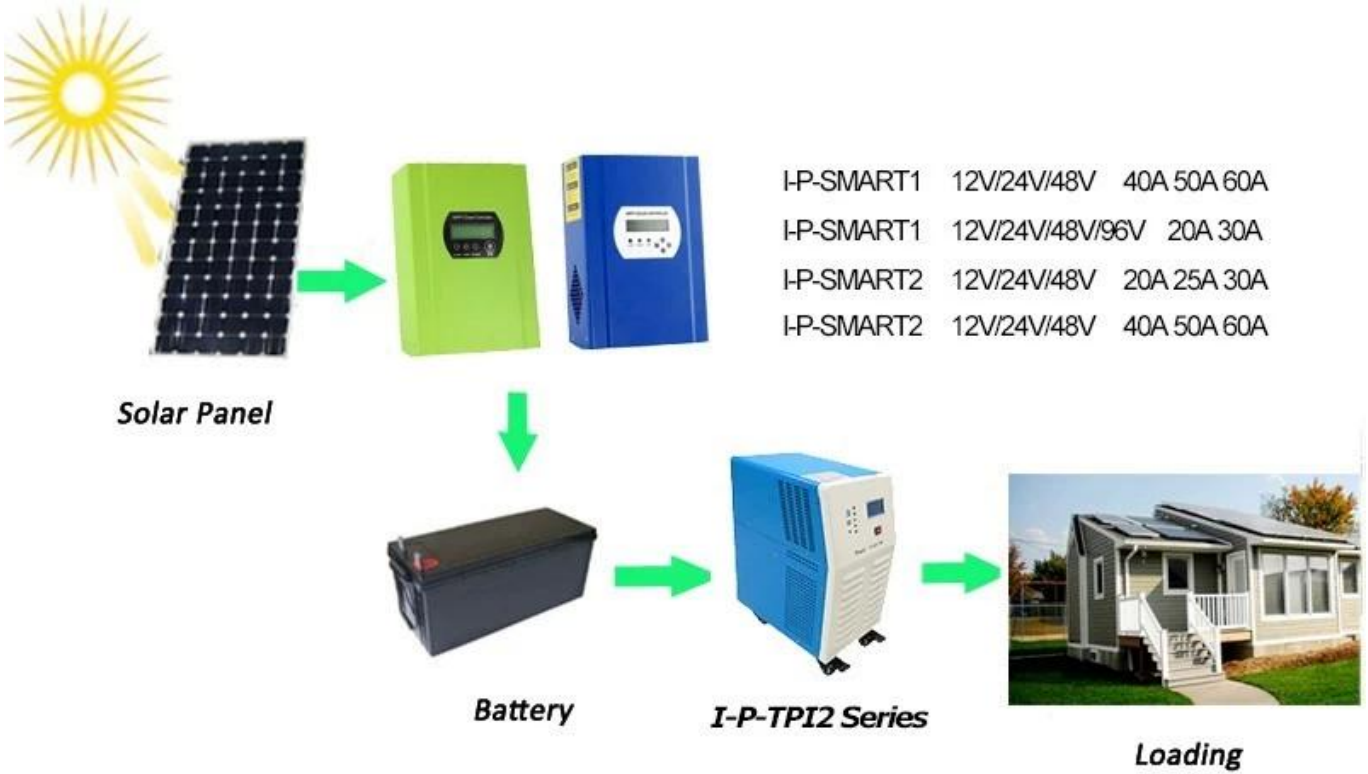 I-P-SMART1 12V/24V/48V 40A 50A 60A
I-P-SMART1 12V/24V/48V/96V 20A 30A
I-P-SMART2 12V/24V/48V 20A 25A 30A
I-P-SMART2 12V/24V/48V 40A 50A 60A
Solar Panel
Battery
I-P-TPI2 Series
Loading